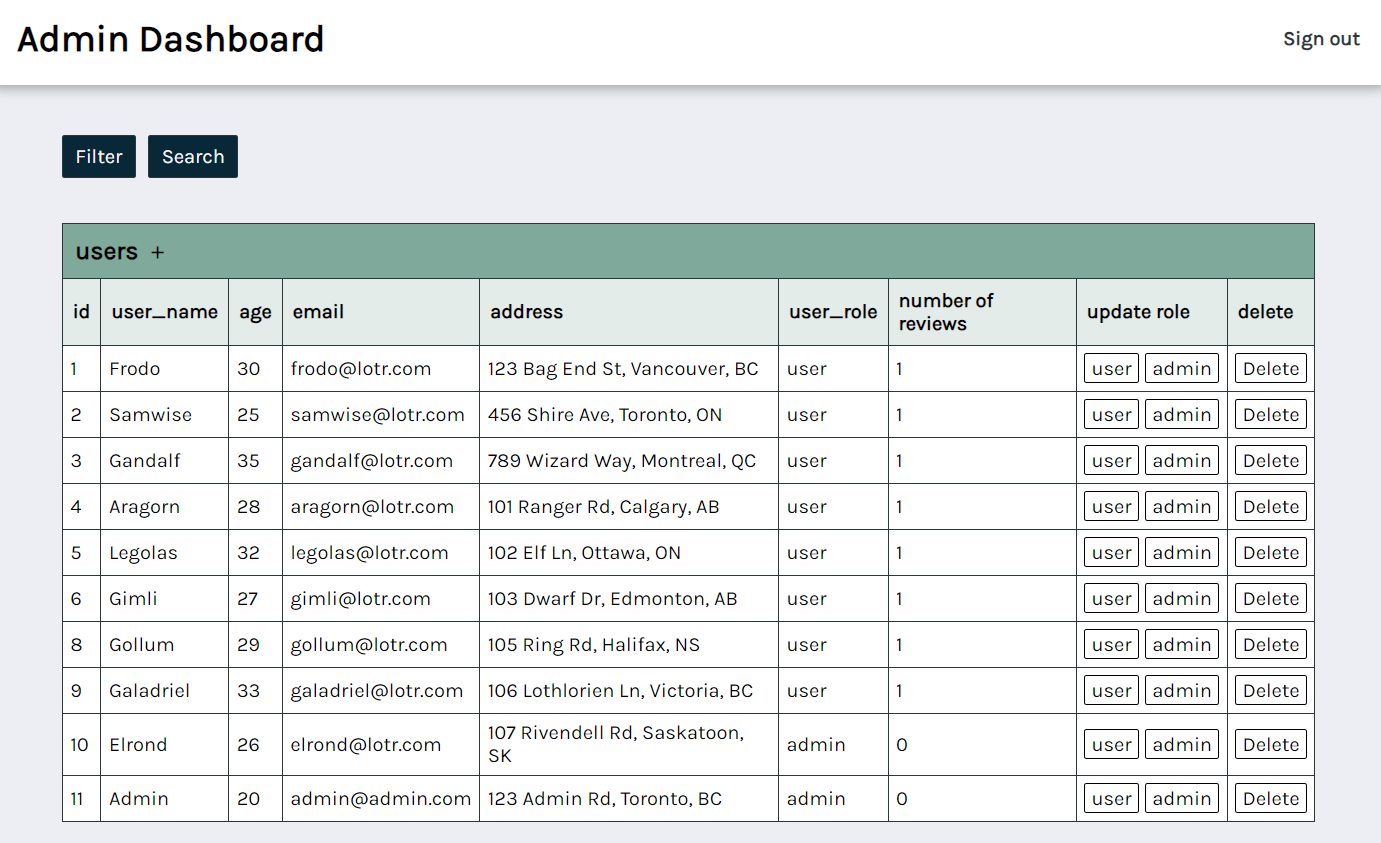 Admin Dashboard
Sign out
Filter Search
users +
id user_name age email address user_role number of reviews update role delete
1 Frodo 30 frodo@lotr.com 123 Bag End St, Vancouver, BC user 1 user admin Delete
2 Samwise 25 samwise@lotr.com 456 Shire Ave, Toronto, ON user 1 user admin Delete
3 Gandalf 35 gandalf@lotr.com 789 Wizard Way, Montreal, QC user 1 user admin Delete
4 Aragorn 28 aragorn@lotr.com 101 Ranger Rd, Calgary, AB user 1 user admin Delete
5 Legolas 32 legolas@lotr.com 102 Elf Ln, Ottawa, ON user 1 user admin Delete
6 Gimli 27 gimli@lotr.com 103 Dwarf Dr, Edmonton, AB user 1 user admin Delete
8 Gollum 29 gollum@lotr.com 105 Ring Rd, Halifax, NS user 1 user admin Delete
9 Galadriel 33 galadriel@lotr.com 106 Lothlorien Ln, Victoria, BC user 1 user admin Delete
10 Elrond 26 elrond@lotr.com 107 Rivendell Rd, Saskatoon, SK admin 0 user admin Delete
11 Admin 20 admin@admin.com 123 Admin Rd, Toronto, BC admin 0 user admin Delete